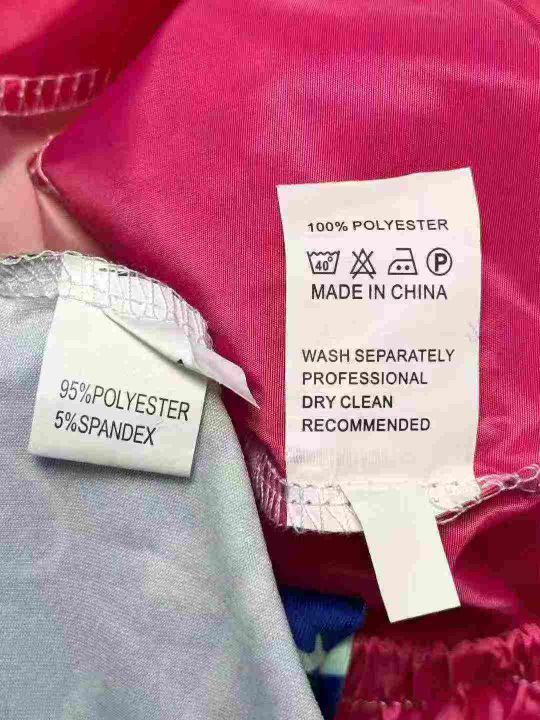 100% POLYESTER
40° P
MADE IN CHINA
WASH SEPARATELY
PROFESSIONAL
DRY CLEAN
RECOMMENDED
95%POLYESTER
5%SPANDEX